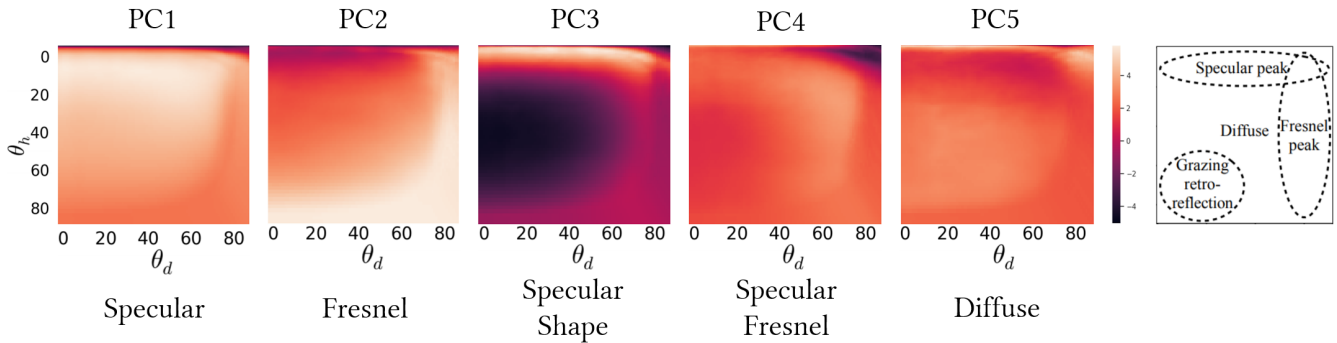 PC1 PC2 PC3 PC4 PC5
0
20
40
60
80
θh
0 20 40 60 80
θd
0 20 40 60 80
θd
0 20 40 60 80
θd
0 20 40 60 80
θd
0 20 40 60 80
θd
4
2
0
−2
−4
Specular peak
Diffuse
Fresnel
peak
Grazing
retro-
reflection
Specular
Fresnel
Specular
Shape
Specular
Fresnel
Diffuse